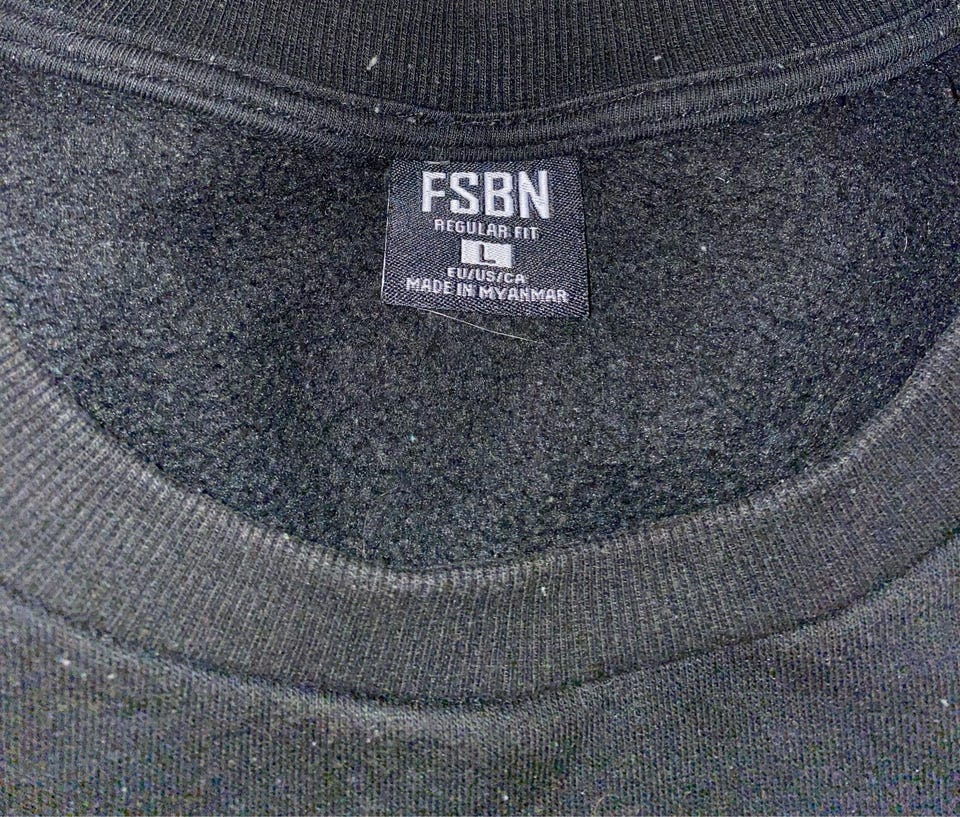 FSBN
REGULAR FIT
L
EU/US/CA
MADE IN MYANMAR